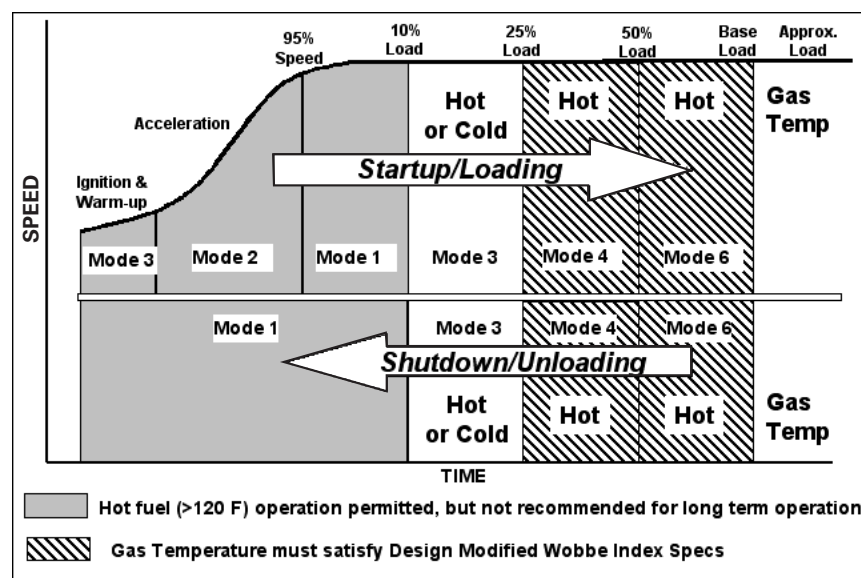 95%
Speed
10%
Load
25%
Load
50%
Load
Base
Load
Approx.
Load
Acceleration
Ignition &
Warm-up
Hot
or Cold
Hot
Hot
Gas
Temp
Startup/Loading
SPEED
Mode 3
Mode 2
Mode 1
Mode 3
Mode 4
Mode 6
Mode 1
Mode 3
Mode 4
Mode 6
Shutdown/Unloading
Hot
or Cold
Hot
Hot
Gas
Temp
TIME
Hot fuel (>120 F) operation permitted, but not recommended for long term operation
Gas Temperature must satisfy Design Modified Wobbe Index Specs